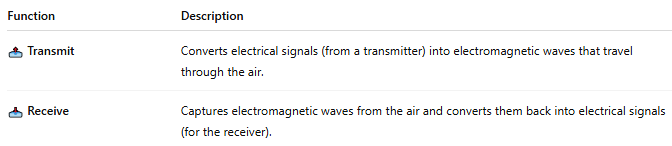 Function Description
📤 Transmit Converts electrical signals (from a transmitter) into electromagnetic waves that travel
through the air.
📥 Receive Captures electromagnetic waves from the air and converts them back into electrical signals
(for the receiver).